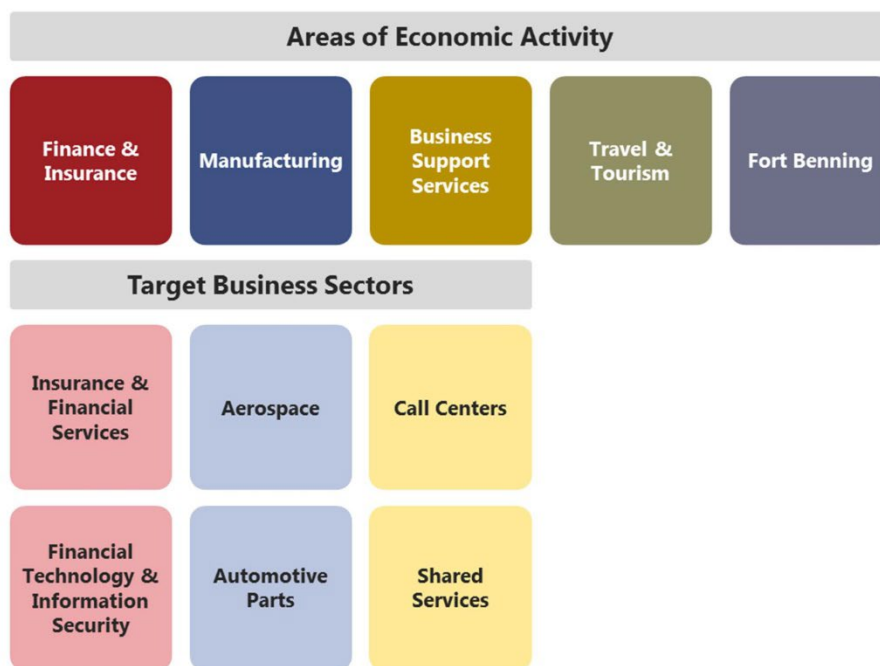 Areas of Economic Activity
Finance &
Insurance
Manufacturing
Business
Support
Services
Travel &
Tourism
Fort Benning
Target Business Sectors
Insurance &
Financial
Services
Aerospace
Call Centers
Financial
Technology &
Information
Security
Automotive
Parts
Shared
Services